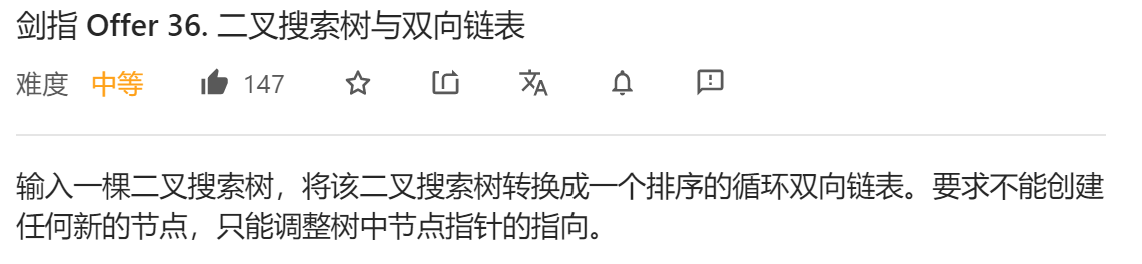 剑指 Offer 36. 二叉搜索树与双向链表
难度 中等 147
输入一棵二叉搜索树，将该二叉搜索树转换成一个排序的循环双向链表。要求不能创建
任何新的节点，只能调整树中节点指针的指向。